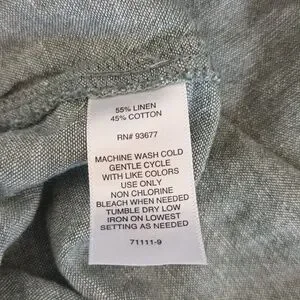 55% LINEN
45% COTTON
RN# 93677
MACHINE WASH COLD
GENTLE CYCLE
WITH LIKE COLORS
USE ONLY
NON CHLORINE
BLEACH WHEN NEEDED
TUMBLE DRY LOW
IRON ON LOWEST
SETTING AS NEEDED
71111-9